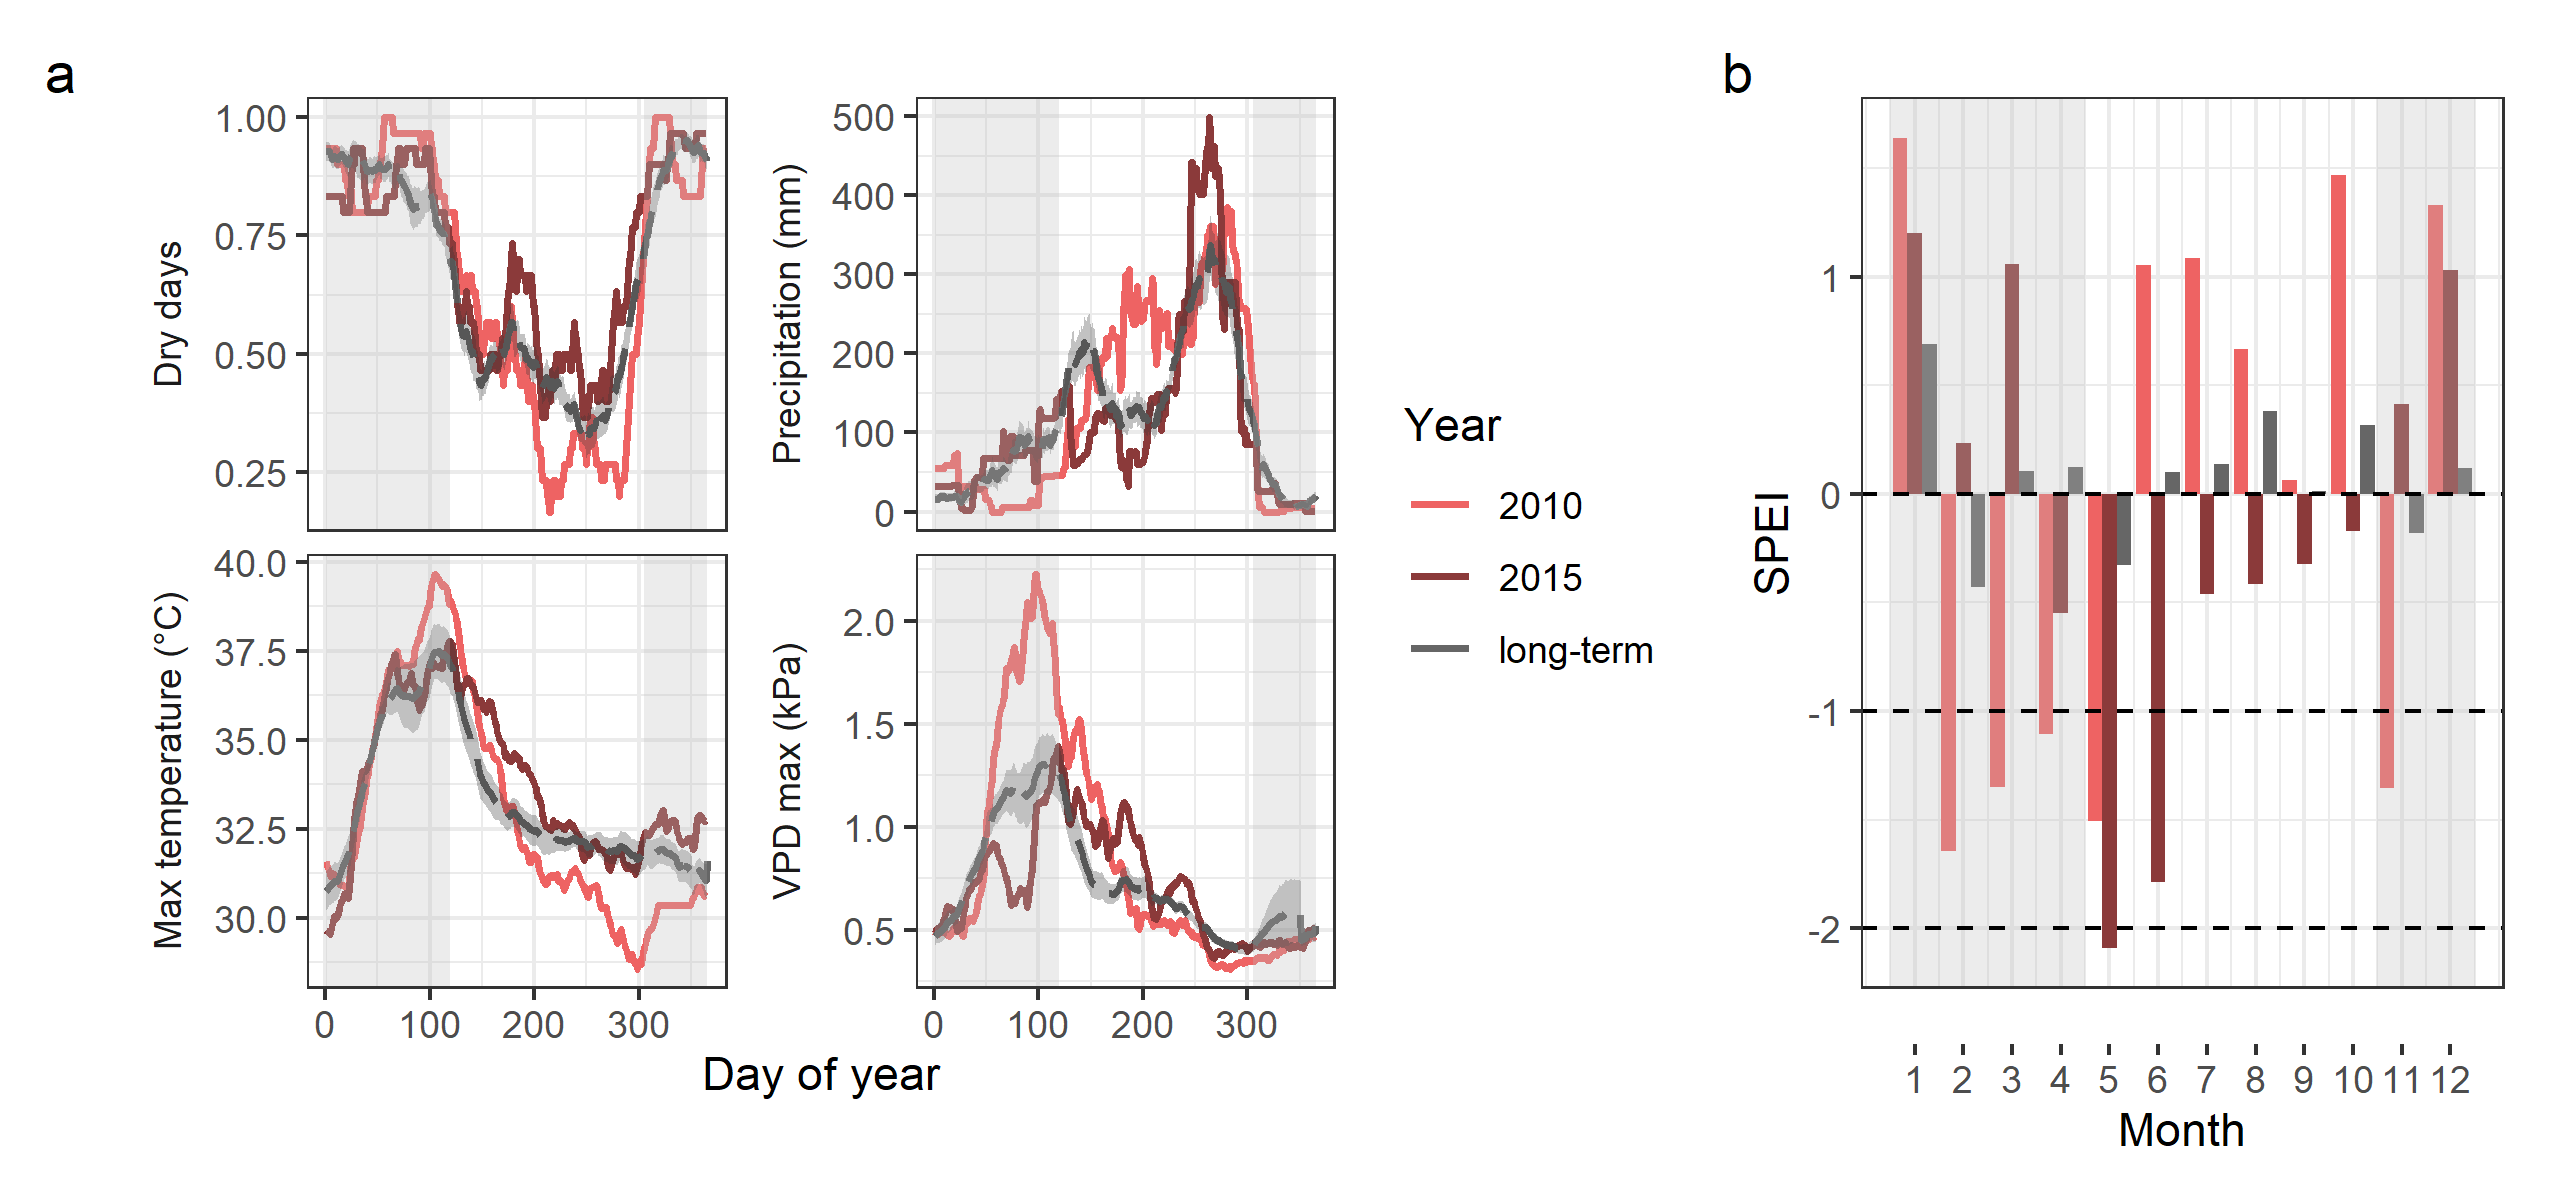 a
b
Dry days
1.00
0.75
0.50
0.25
Precipitation (mm)
500
400
300
200
100
0
Max temperature (°C)
40.0
37.5
35.0
32.5
30.0
VPD max (kPa)
2.0
1.5
1.0
0.5
0 100 200 300
0 100 200 300
Day of year
Year
2010
2015
long-term
SPEI
1
0
-1
-2
1 2 3 4 5 6 7 8 9 10 11 12
Month